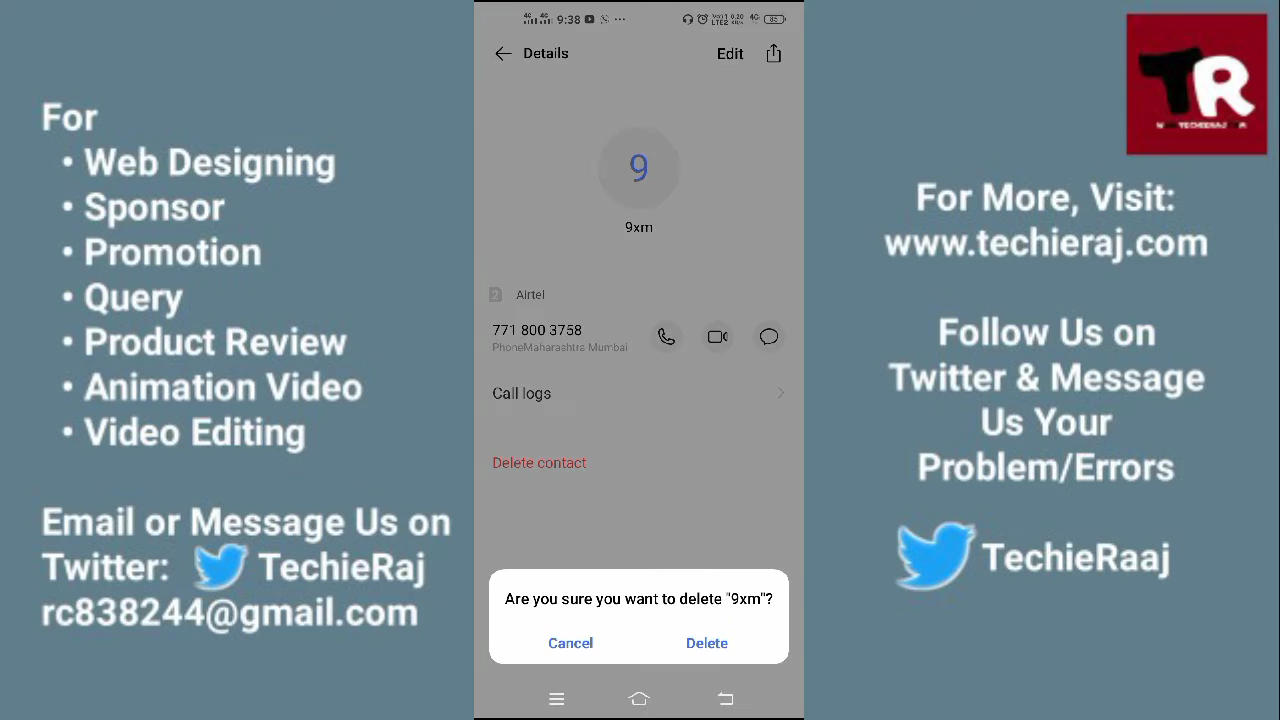 For
• Web Designing
• Sponsor
• Promotion
• Query
• Product Review
• Animation Video
• Video Editing
Email or Message Us on
Twitter: TechieRaj
rc838244@gmail.com
9:38
85
Details
Edit
9
9xm
2 Airtel
771 800 3758
PhoneMaharashtra Mumbai
Call logs
Delete contact
Are you sure you want to delete "9xm"?
Cancel Delete
TR
For More, Visit:
www.techieraj.com
Follow Us on
Twitter & Message
Us Your
Problem/Errors
TechieRaaj